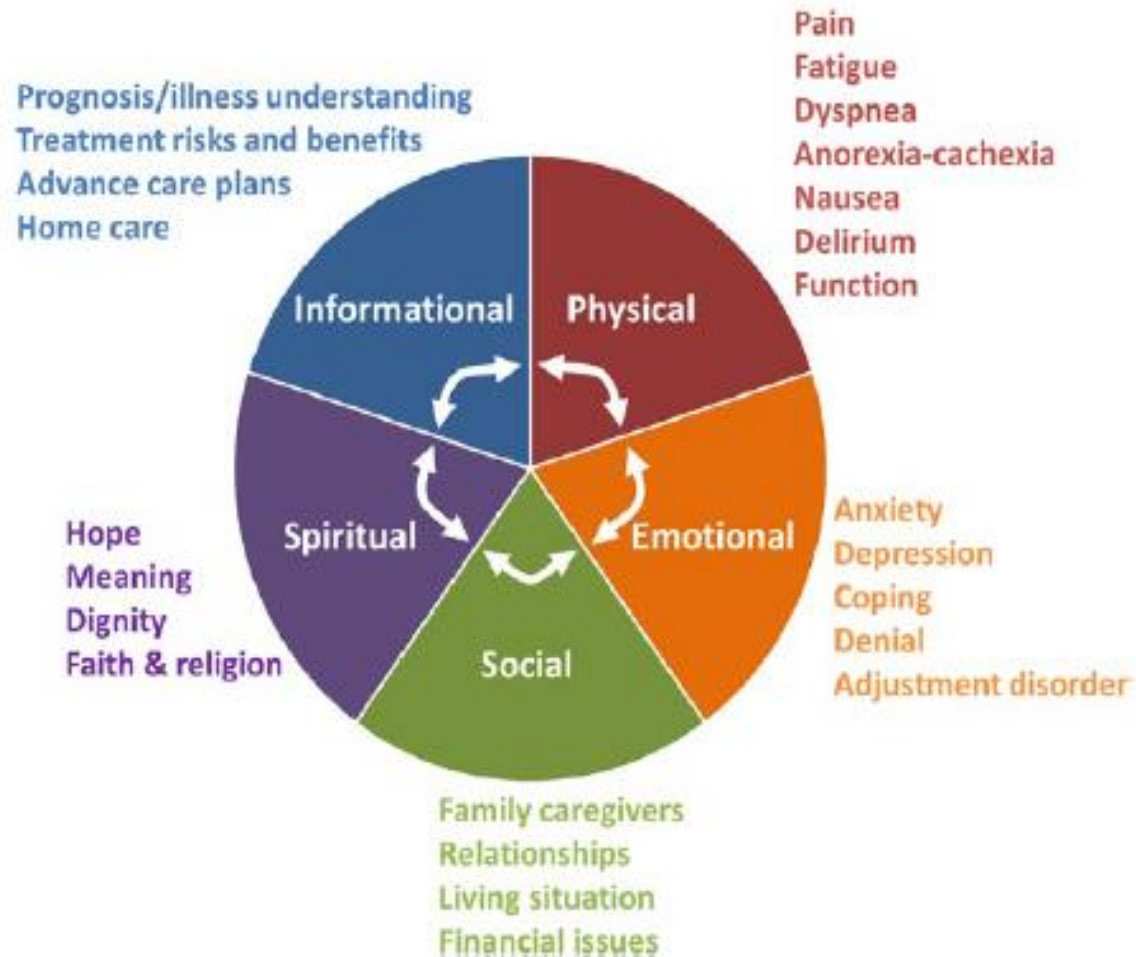 Pain
Fatigue
Dyspnea
Anorexia-cachexia
Nausea
Delirium
Function
Prognosis/illness understanding
Treatment risks and benefits
Advance care plans
Home care
Informational
Physical
Spiritual
Emotional
Social
Hope
Meaning
Dignity
Faith & religion
Anxiety
Depression
Coping
Denial
Adjustment disorder
Family caregivers
Relationships
Living situation
Financial issues